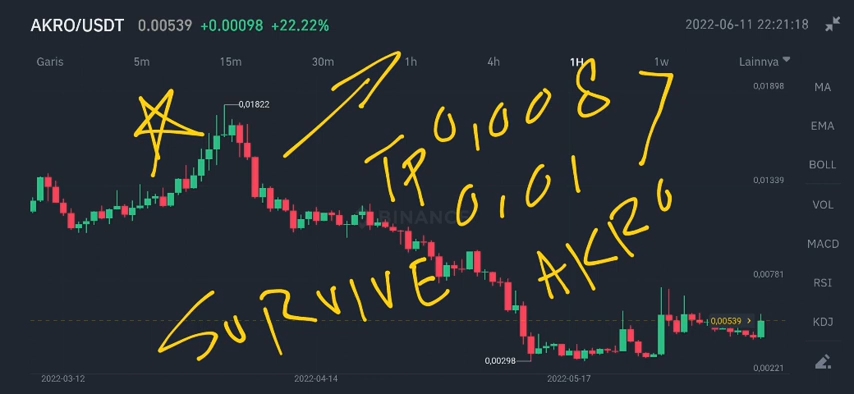 AKRO/USDT 0.00539 +0.00098 +22.22% 2022-06-11 22:21:18
Garis 5m 15m 30m 1h 4h 1H 1w Lainnya
0,01898
MA
0,01822
EMA
BOLL
0,01339
VOL
MACD
0,00781
RSI
0,00539
KDJ
0,00298
0,00221
2022-03-12 2022-04-14 2022-05-17
BINANCE
TP 0,0087
0,01
SURVIVE AKRO